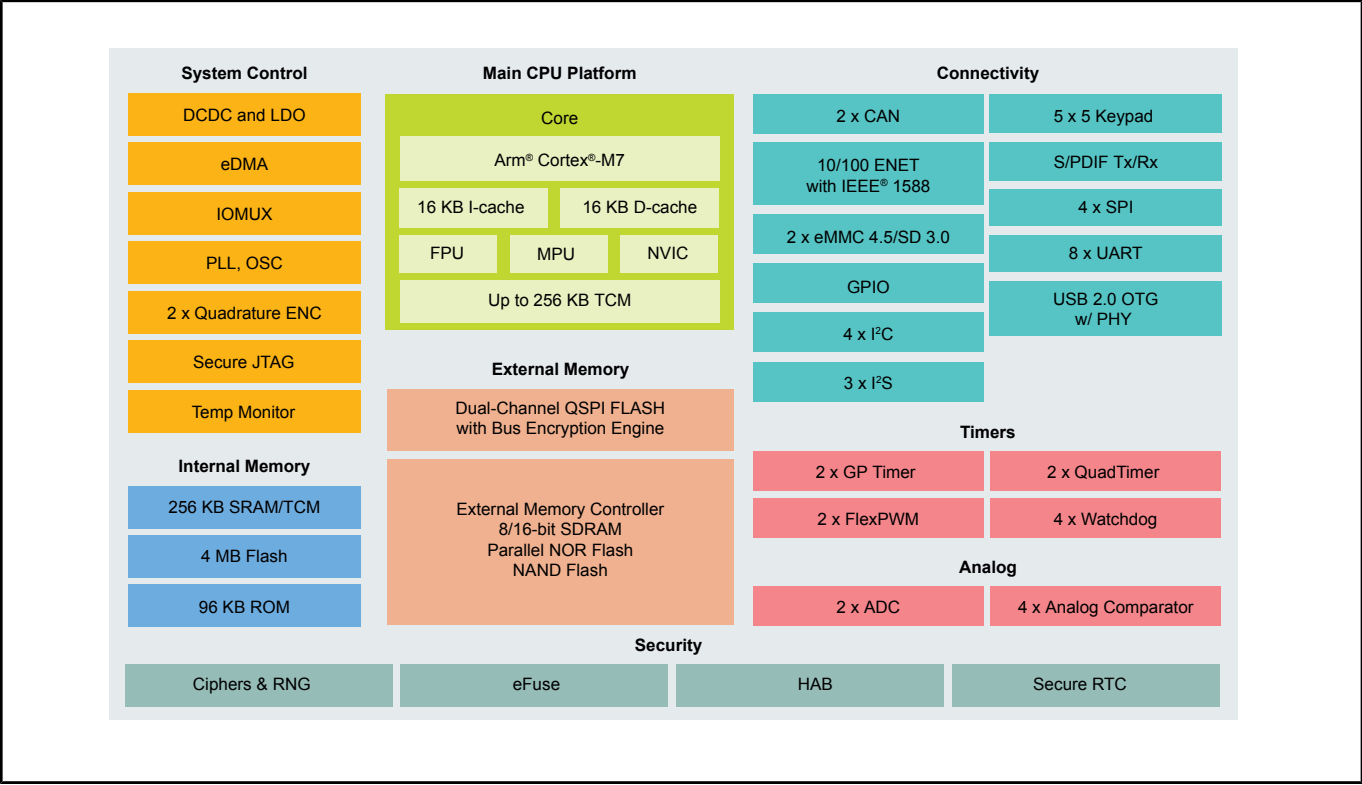 System Control
DCDC and LDO
eDMA
IOMUX
PLL, OSC
2 x Quadrature ENC
Secure JTAG
Temp Monitor
Internal Memory
256 KB SRAM/TCM
4 MB Flash
96 KB ROM
Main CPU Platform
Core
Arm® Cortex®-M7
16 KB I-cache
16 KB D-cache
FPU
MPU
NVIC
Up to 256 KB TCM
External Memory
Dual-Channel QSPI FLASH
with Bus Encryption Engine
External Memory Controller
8/16-bit SDRAM
Parallel NOR Flash
NAND Flash
Connectivity
2 x CAN
10/100 ENET
with IEEE® 1588
2 x eMMC 4.5/SD 3.0
GPIO
4 x I²C
3 x I²S
5 x 5 Keypad
S/PDIF Tx/Rx
4 x SPI
8 x UART
USB 2.0 OTG
w/ PHY
Timers
2 x GP Timer
2 x QuadTimer
2 x FlexPWM
4 x Watchdog
Analog
2 x ADC
4 x Analog Comparator
Security
Ciphers & RNG
eFuse
HAB
Secure RTC